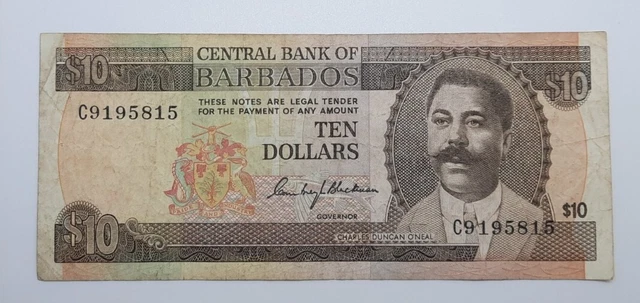 $10
CENTRAL BANK OF
BARBADOS
$10
C9195815
THESE NOTES ARE LEGAL TENDER
FOR THE PAYMENT OF ANY AMOUNT
TEN
DOLLARS
GOVERNOR
C9195815
$10
$10
CHARLES DUNCAN O'NEAL